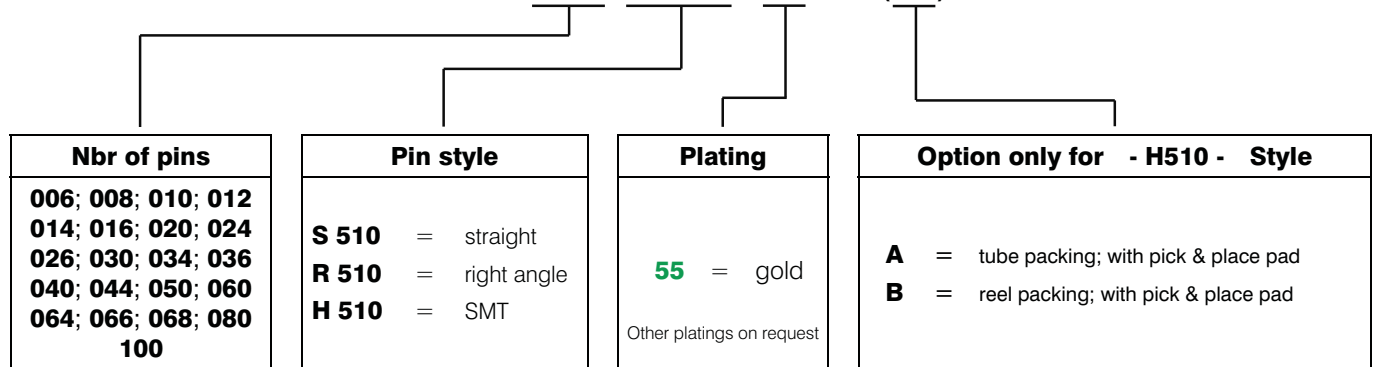 Nbr of pins
006; 008; 010; 012
014; 016; 020; 024
026; 030; 034; 036
040; 044; 050; 060
064; 066; 068; 080
100
Pin style
S 510 = straight
R 510 = right angle
H 510 = SMT
Plating
55 = gold
Other platings on request
Option only for - H510 - Style
A = tube packing; with pick & place pad
B = reel packing; with pick & place pad